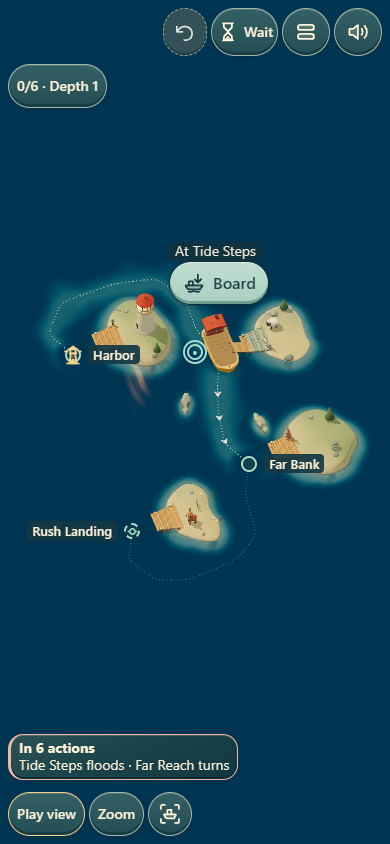 Wait
0/6 · Depth 1
At Tide Steps
Board
Harbor
Far Bank
Rush Landing
In 6 actions
Tide Steps floods · Far Reach turns
Play view
Zoom